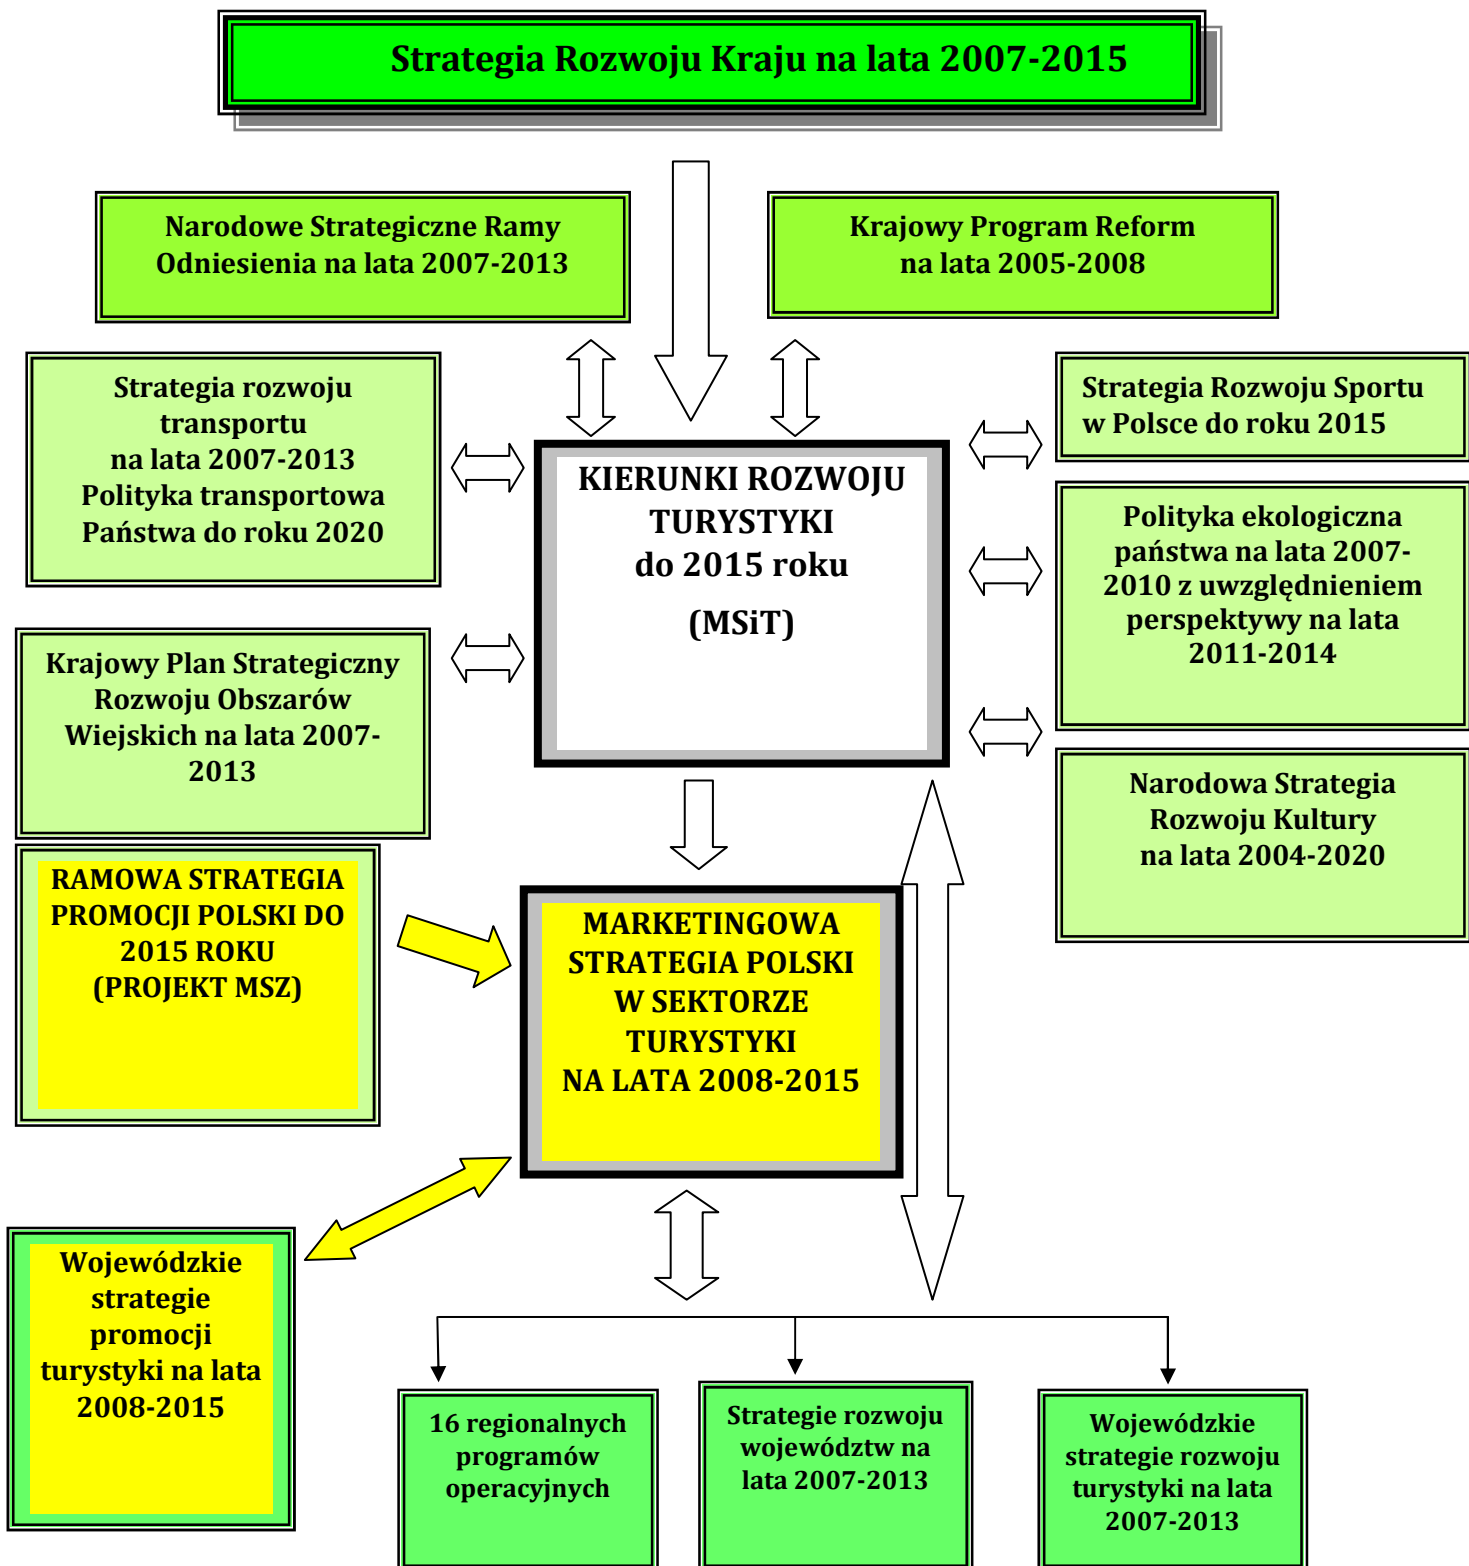 Strategia Rozwoju Kraju na lata 2007-2015
Narodowe Strategiczne Ramy
Odniesienia na lata 2007-2013
Krajowy Program Reform
na lata 2005-2008
Strategia rozwoju
transportu
na lata 2007-2013
Polityka transportowa
Państwa do roku 2020
Strategia Rozwoju Sportu
w Polsce do roku 2015
KIERUNKI ROZWOJU
TURYSTYKI
do 2015 roku
(MSiT)
Polityka ekologiczna
państwa na lata 2007-
2010 z uwzględnieniem
perspektywy na lata
2011-2014
Krajowy Plan Strategiczny
Rozwoju Obszarów
Wiejskich na lata 2007-
2013
Narodowa Strategia
Rozwoju Kultury
na lata 2004-2020
RAMOWA STRATEGIA
PROMOCJI POLSKI DO
2015 ROKU
(PROJEKT MSZ)
MARKETINGOWA
STRATEGIA POLSKI
W SEKTORZE
TURYSTYKI
NA LATA 2008-2015
Wojewódzkie
strategie
promocji
turystyki na lata
2008-2015
16 regionalnych
programów
operacyjnych
Strategie rozwoju
województw na
lata 2007-2013
Wojewódzkie
strategie rozwoju
turystyki na lata
2007-2013